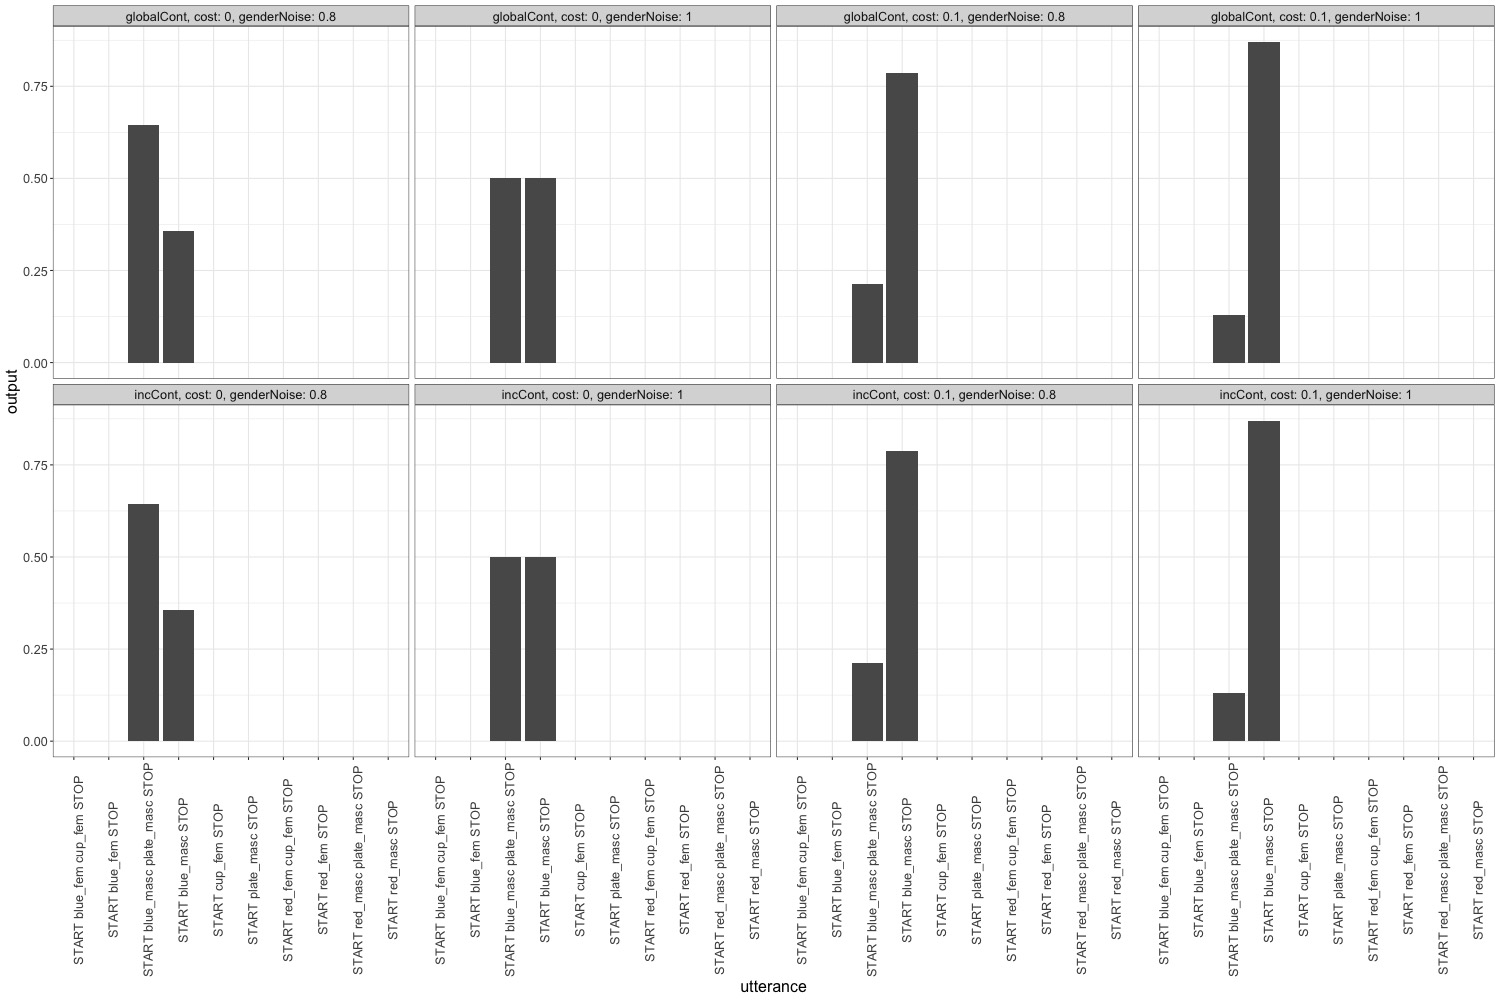 globalCont, cost: 0, genderNoise: 0.8
globalCont, cost: 0, genderNoise: 1
globalCont, cost: 0.1, genderNoise: 0.8
globalCont, cost: 0.1, genderNoise: 1
0.75
0.50
0.25
0.00
output
incCont, cost: 0, genderNoise: 0.8
incCont, cost: 0, genderNoise: 1
incCont, cost: 0.1, genderNoise: 0.8
incCont, cost: 0.1, genderNoise: 1
0.75
0.50
0.25
0.00
START blue_fem cup_fem STOP
START blue_fem STOP
START blue_masc plate_masc STOP
START blue_masc STOP
START cup_fem STOP
START plate_masc STOP
START red_fem cup_fem STOP
START red_fem STOP
START red_masc plate_masc STOP
START red_masc STOP
START blue_fem cup_fem STOP
START blue_fem STOP
START blue_masc plate_masc STOP
START blue_masc STOP
START cup_fem STOP
START plate_masc STOP
START red_fem cup_fem STOP
START red_fem STOP
START red_masc plate_masc STOP
START red_masc STOP
START blue_fem cup_fem STOP
START blue_fem STOP
START blue_masc plate_masc STOP
START blue_masc STOP
START cup_fem STOP
START plate_masc STOP
START red_fem cup_fem STOP
START red_fem STOP
START red_masc plate_masc STOP
START red_masc STOP
START blue_fem cup_fem STOP
START blue_fem STOP
START blue_masc plate_masc STOP
START blue_masc STOP
START cup_fem STOP
START plate_masc STOP
START red_fem cup_fem STOP
START red_fem STOP
START red_masc plate_masc STOP
START red_masc STOP
utterance